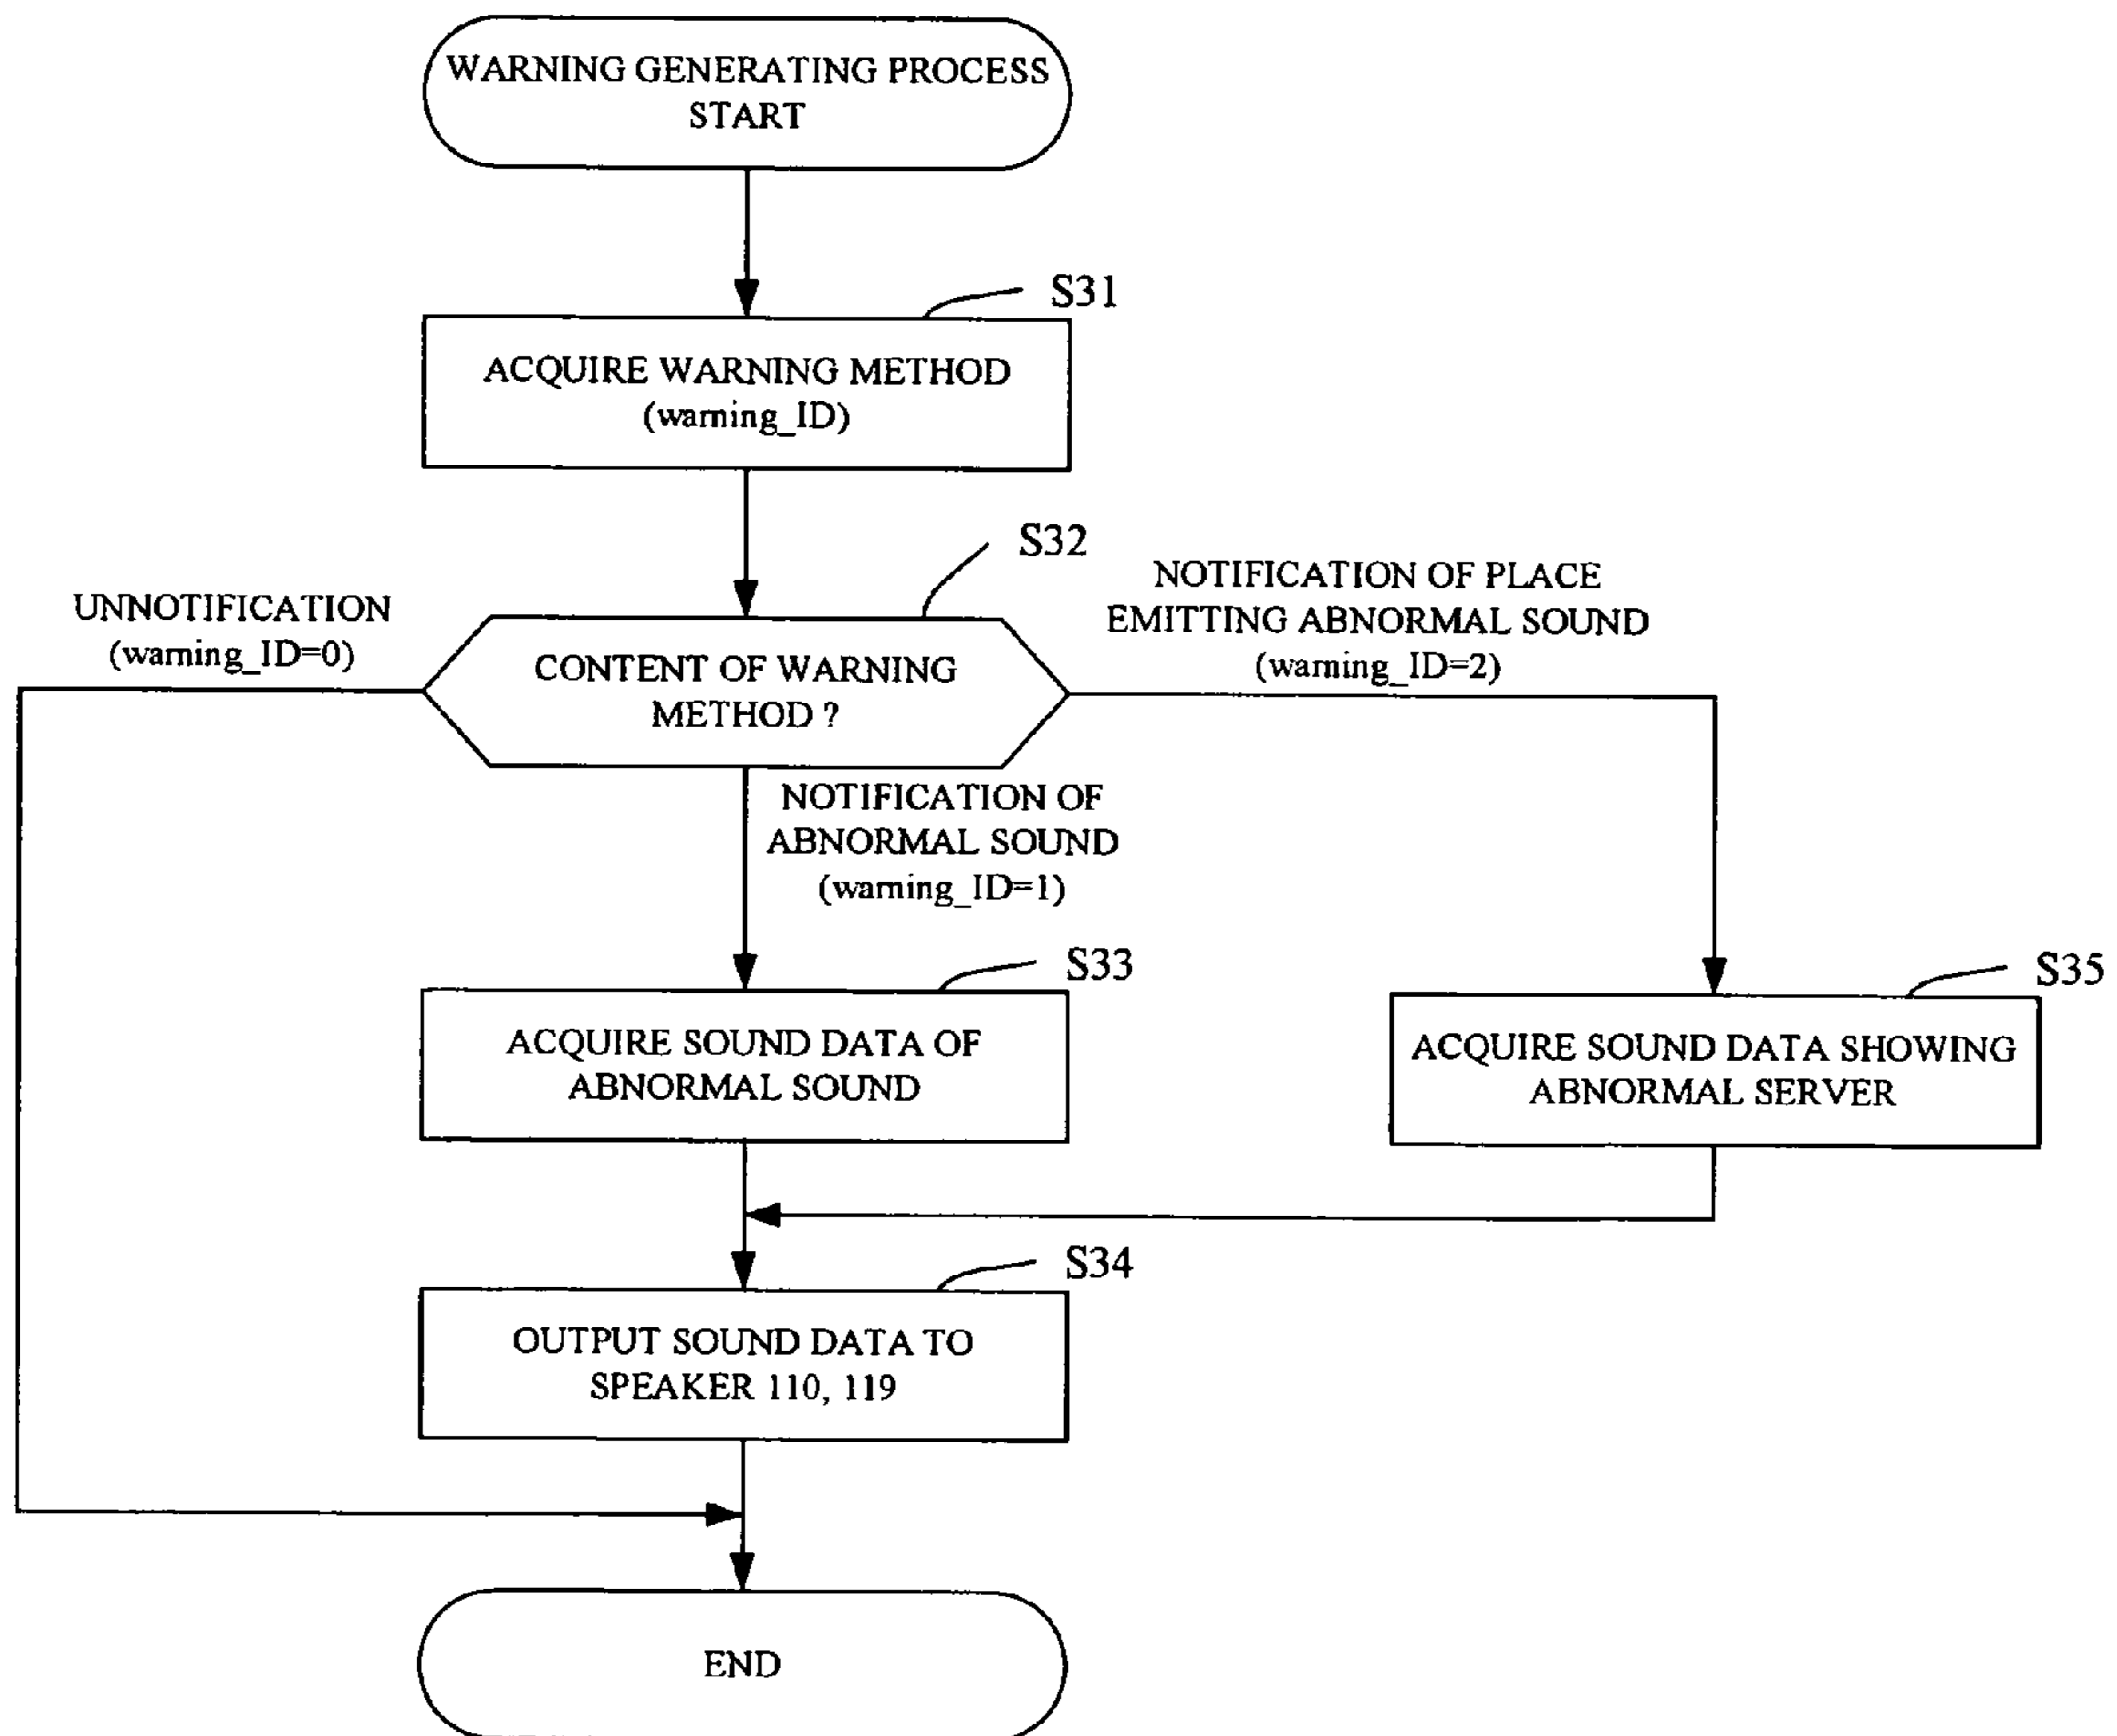 WARNING GENERATING PROCESS
START
S31
ACQUIRE WARNING METHOD
(warning_ID)
S32
UNNOTIFICATION
(warning_ID=0)
CONTENT OF WARNING
METHOD ?
NOTIFICATION OF PLACE
EMITTING ABNORMAL SOUND
(warning_ID=2)
NOTIFICATION OF
ABNORMAL SOUND
(warning_ID=1)
S33
ACQUIRE SOUND DATA OF
ABNORMAL SOUND
S35
ACQUIRE SOUND DATA SHOWING
ABNORMAL SERVER
S34
OUTPUT SOUND DATA TO
SPEAKER 110, 119
END